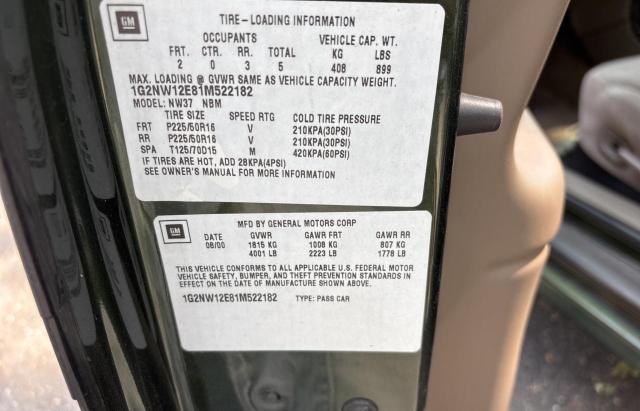 GM
TIRE-LOADING INFORMATION
OCCUPANTS VEHICLE CAP. WT.
FRT. CTR. RR. TOTAL KG LBS
2 0 3 5 408 899
MAX. LOADING @ GVWR SAME AS VEHICLE CAPACITY WEIGHT.
1G2NW12E81M522182
MODEL: NW37 NBM
TIRE SIZE SPEED RTG COLD TIRE PRESSURE
FRT P225/50R16 V 210KPA(30PSI)
RR P225/50R16 V 210KPA(30PSI)
SPA T125/70D15 M 420KPA(60PSI)
IF TIRES ARE HOT, ADD 28KPA(4PSI)
SEE OWNER'S MANUAL FOR MORE INFORMATION
GM
MFD BY GENERAL MOTORS CORP
DATE GVWR GAWR FRT GAWR RR
08/00 1815 KG 1008 KG 807 KG
4001 LB 2223 LB 1778 LB
THIS VEHICLE CONFORMS TO ALL APPLICABLE U.S. FEDERAL MOTOR
VEHICLE SAFETY, BUMPER, AND THEFT PREVENTION STANDARDS IN
EFFECT ON THE DATE OF MANUFACTURE SHOWN ABOVE.
1G2NW12E81M522182 TYPE: PASS CAR